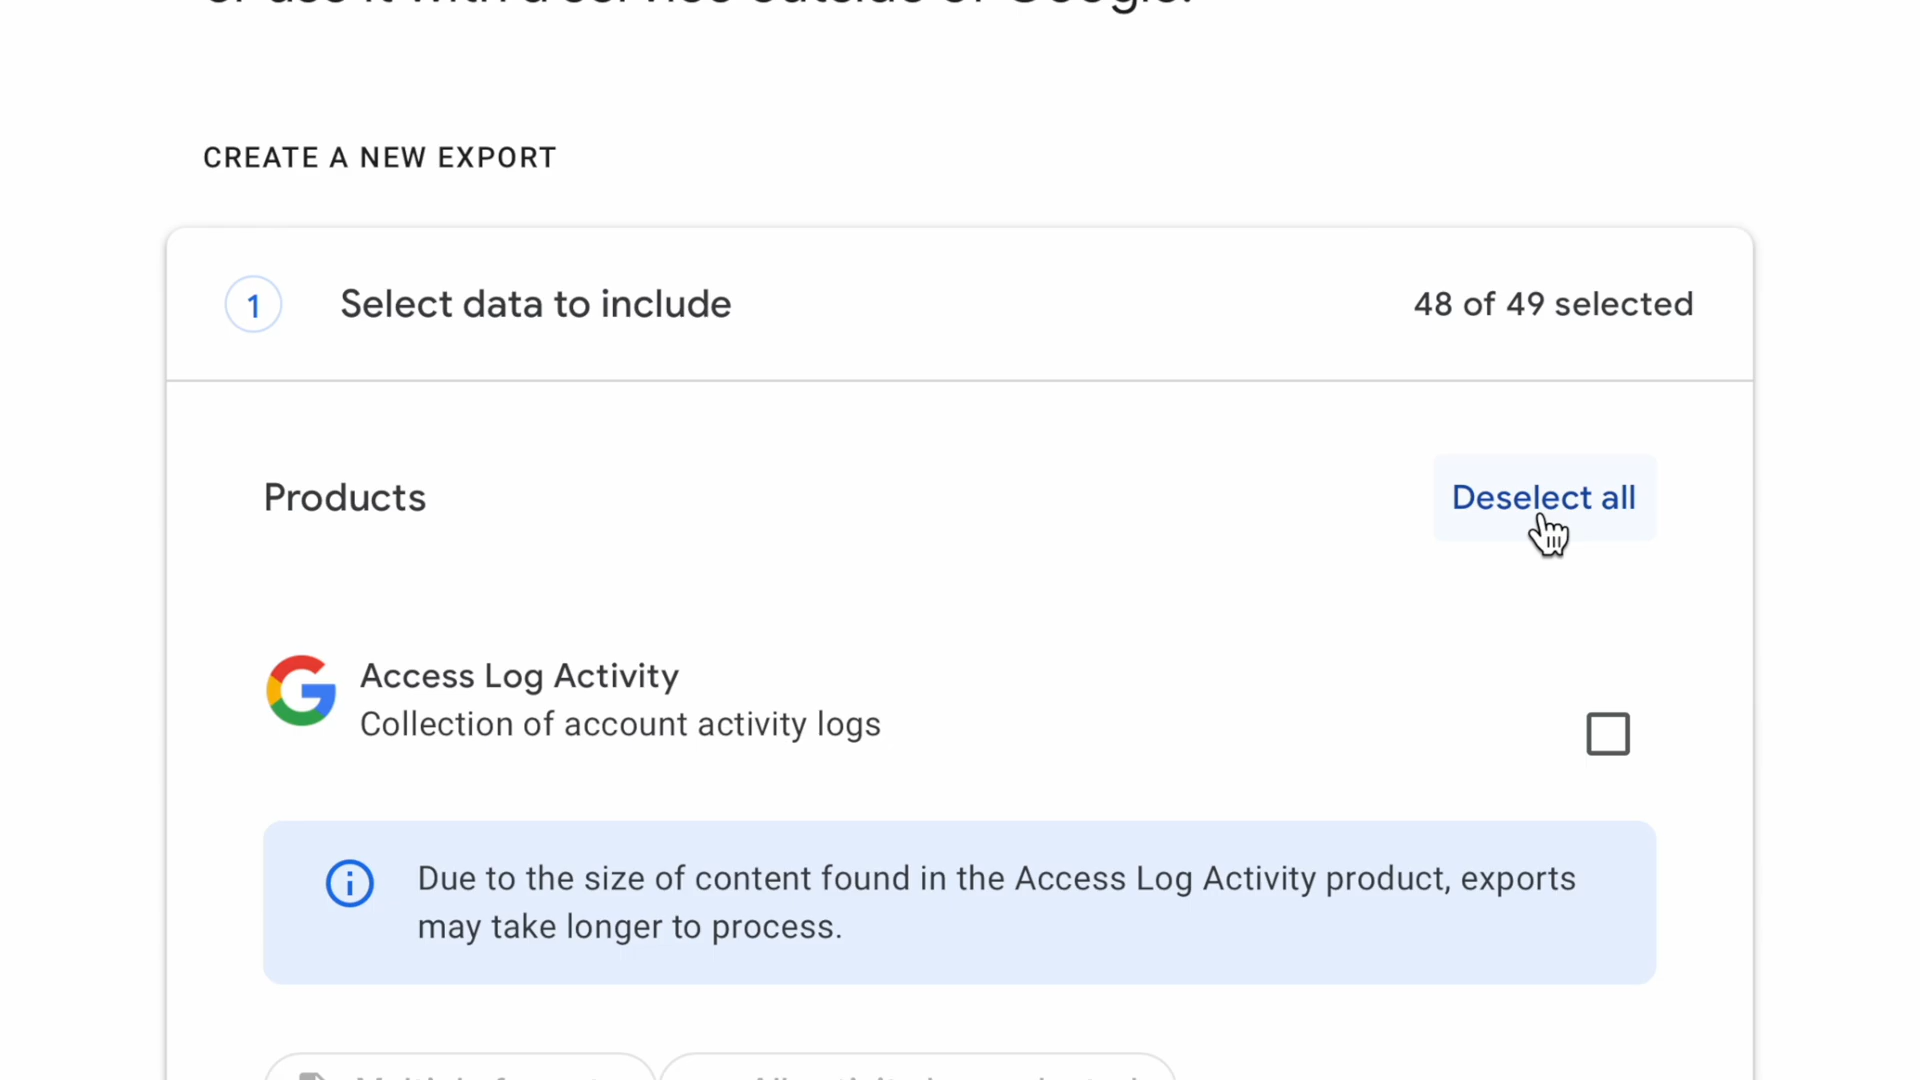 CREATE A NEW EXPORT
1 Select data to include 48 of 49 selected
Products Deselect all
Access Log Activity
Collection of account activity logs
Due to the size of content found in the Access Log Activity product, exports
may take longer to process.